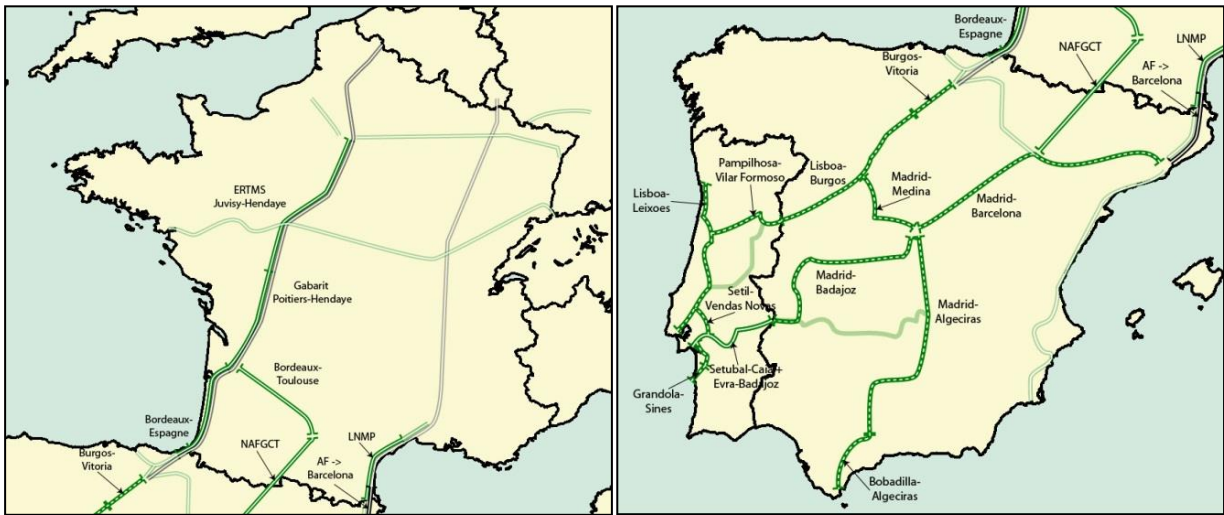 ERTMS
Juvisy-Hendaye
Gabarit
Poitiers-Hendaye
Bordeaux-
Toulouse
Bordeaux-
Espagne
Burgos-
Vitoria
NAFGCT
LNMP
AF ->
Barcelona
Bordeaux-
Espagne
LNMP
NAFGCT
AF ->
Barcelona
Burgos-
Vitoria
Pampilhosa-
Vilar Formoso
Lisboa-
Burgos
Madrid-
Medina
Lisboa-
Leixoes
Madrid-
Barcelona
Madrid-
Badajoz
Setil-
Vendas Novas
Madrid-
Algeciras
Setubal-Caia +
Evra-Badajoz
Grandola-
Sines
Bobadilla-
Algeciras